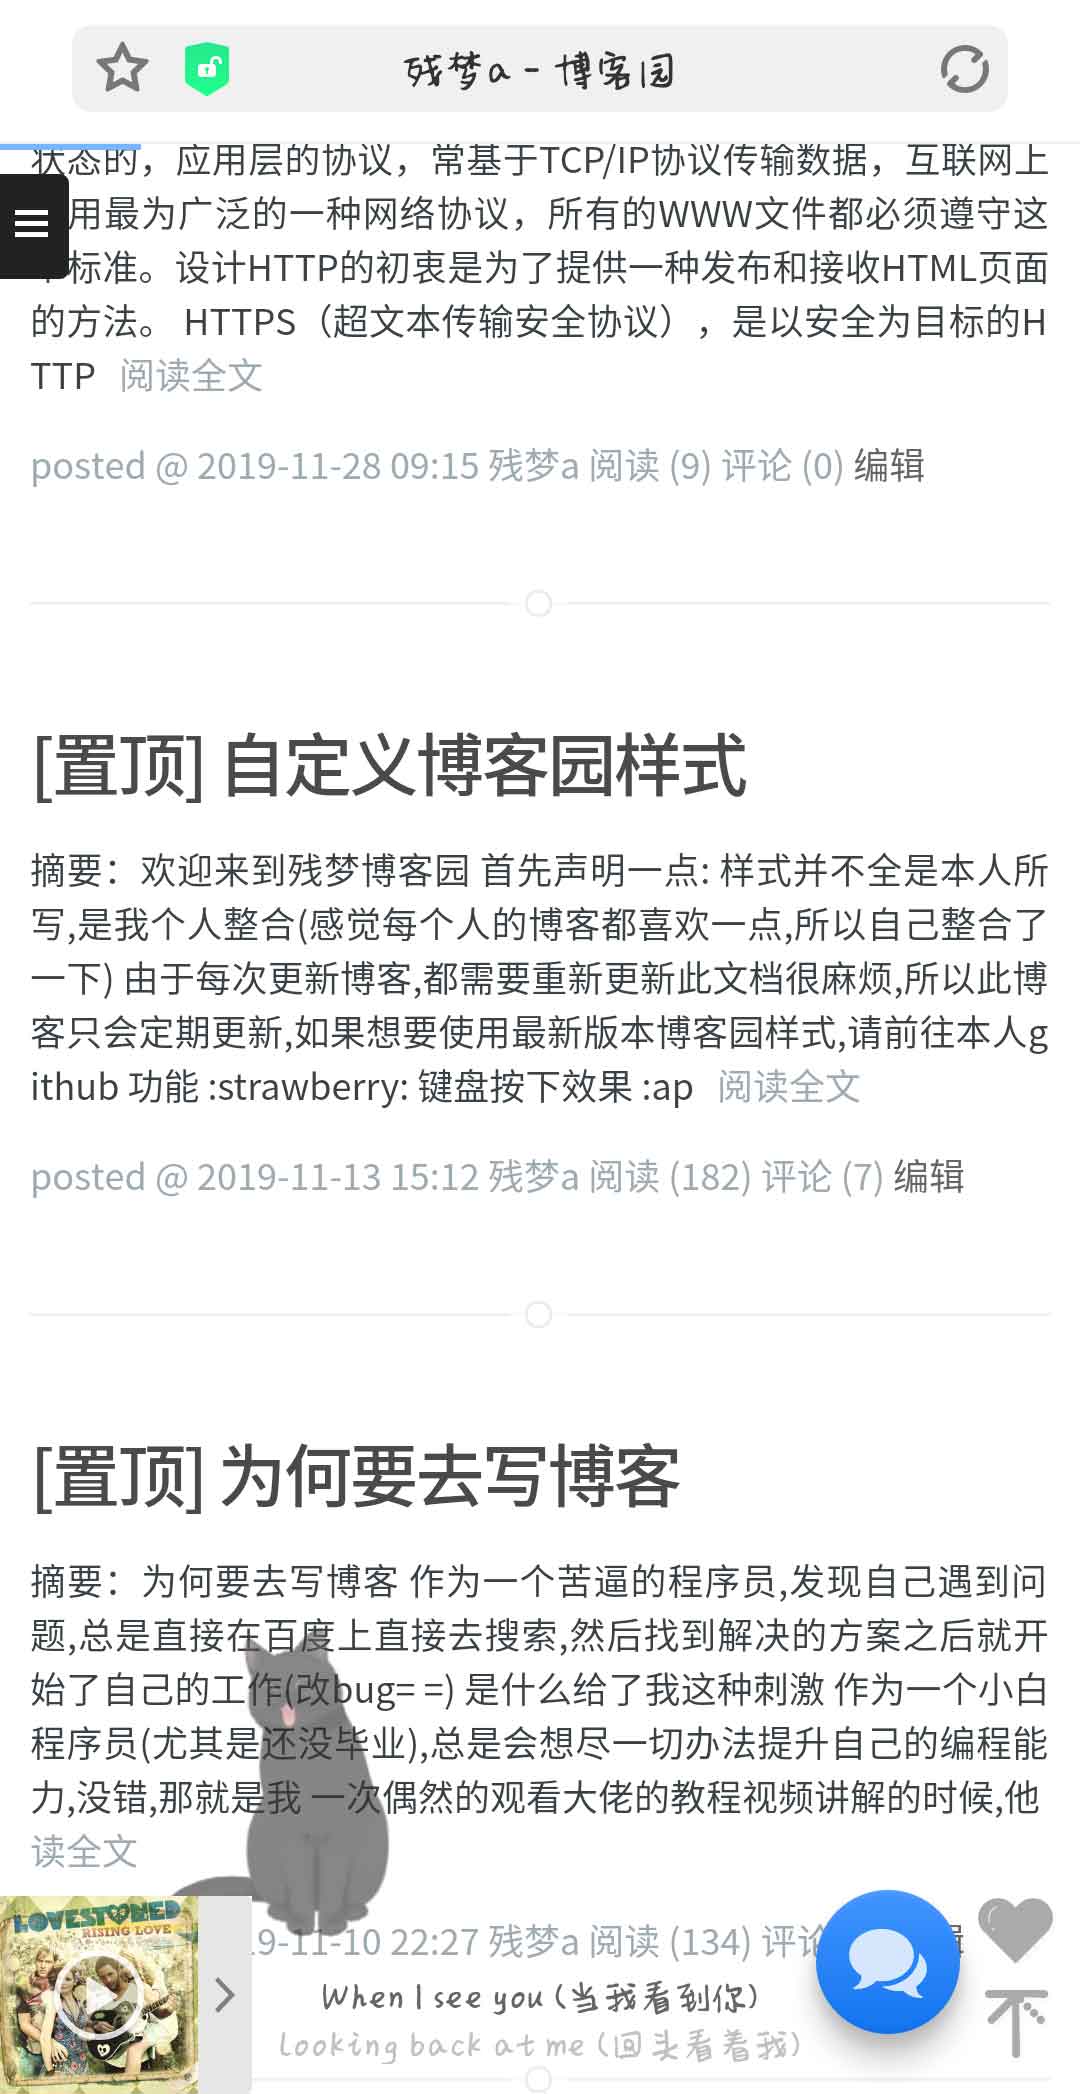 残梦a - 博客园
状态的，应用层的协议，常基于TCP/IP协议传输数据，互联网上
用最为广泛的一种网络协议，所有的WWW文件都必须遵守这
标准。设计HTTP的初衷是为了提供一种发布和接收HTML页面
的方法。 HTTPS（超文本传输安全协议），是以安全为目标的H
TTP 阅读全文
posted @ 2019-11-28 09:15 残梦a 阅读 (9) 评论 (0) 编辑
[置顶] 自定义博客园样式
摘要：欢迎来到残梦博客园 首先声明一点: 样式并不全是本人所
写,是我个人整合(感觉每个人的博客都喜欢一点,所以自己整合了
一下) 由于每次更新博客,都需要重新更新此文档很麻烦,所以此博
客只会定期更新,如果想要使用最新版本博客园样式,请前往本人g
ithub 功能 :strawberry: 键盘按下效果 :ap 阅读全文
posted @ 2019-11-13 15:12 残梦a 阅读 (182) 评论 (7) 编辑
[置顶] 为何要去写博客
摘要：为何要去写博客 作为一个苦逼的程序员,发现自己遇到问
题,总是直接在百度上直接去搜索,然后找到解决的方案之后就开
始了自己的工作(改bug= =) 是什么给了我这种刺激 作为一个小白
程序员(尤其是还没毕业),总是会想尽一切办法提升自己的编程能
力,没错,那就是我 一次偶然的观看大佬的教程视频讲解的时候,他
读全文
19-11-10 22:27 残梦a 阅读 (134) 评论
LOVESTONED
RISING LOVE
When I see you (当我看到你)
Looking back at me (回头看着我)